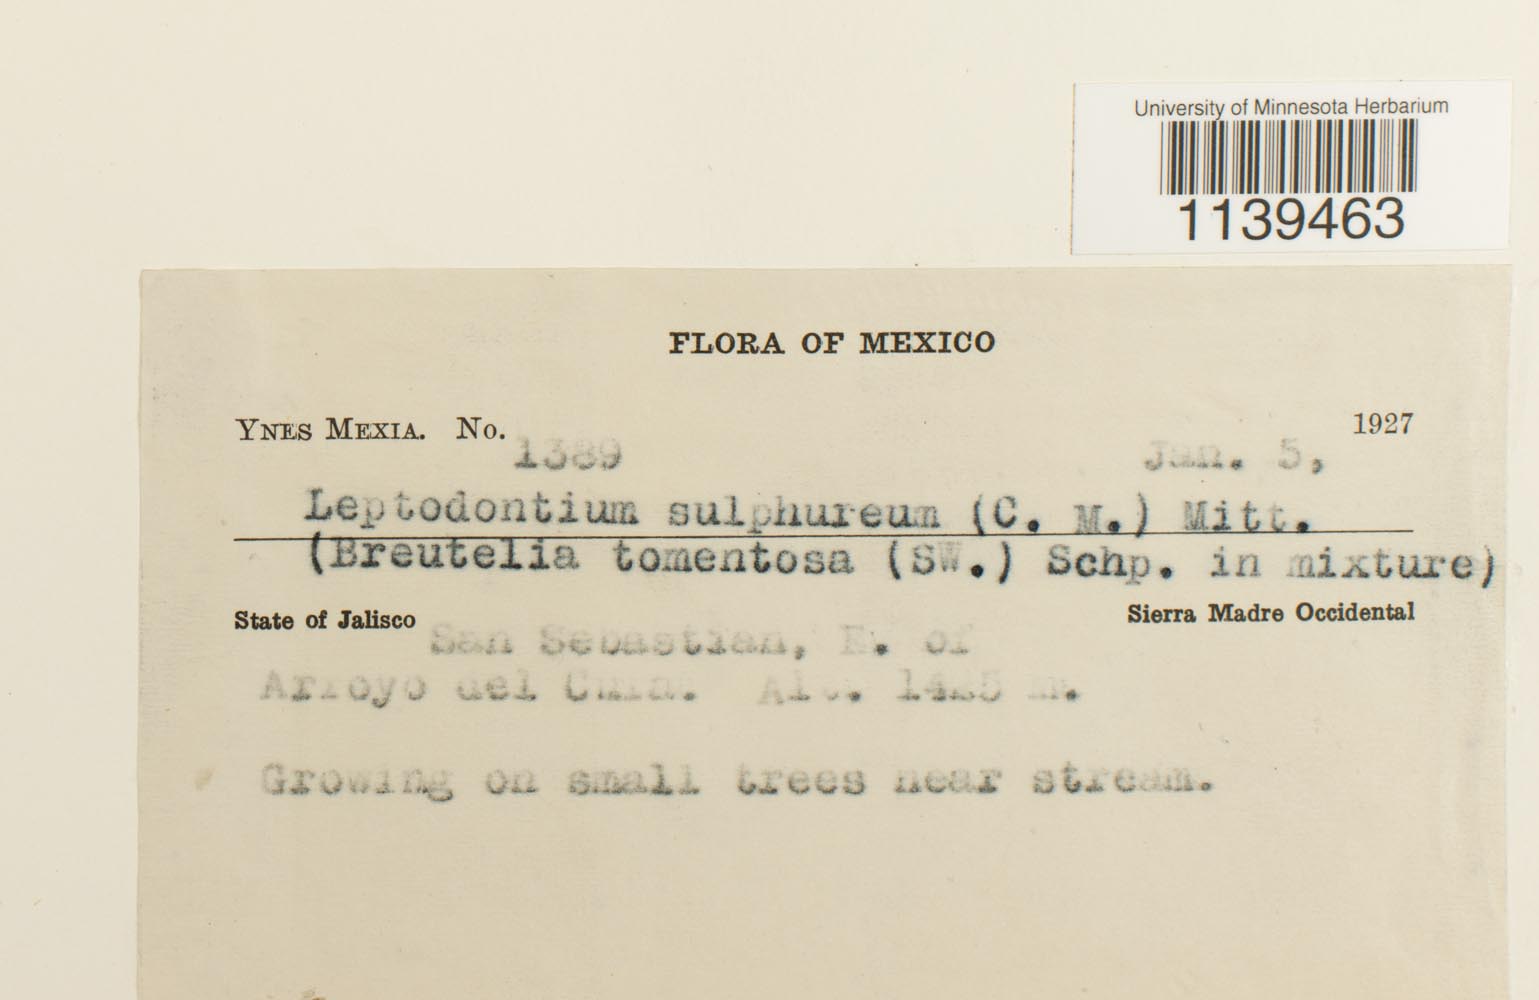 University of Minnesota Herbarium
1139463
FLORA OF MEXICO
YNES MEXIA. No. 1389 Jan. 5, 1927
Leptodontium sulphureum (C. M.) Mitt.
(Breutelia tomentosa (SW.) Schp. in mixture)
State of Jalisco Sierra Madre Occidental
San Sebastian, E. of
Arroyo del Alt. 1425 m.
Growing on small trees near stream.